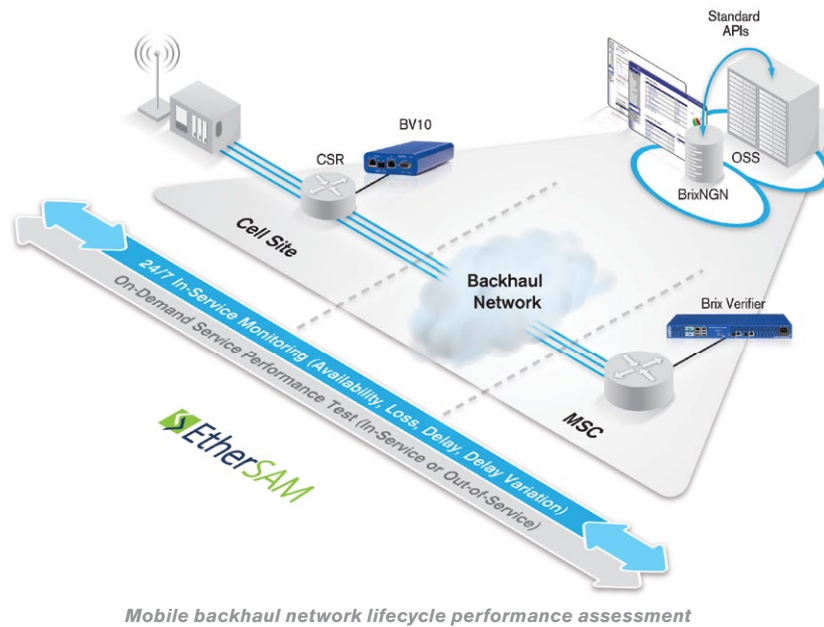 Standard
APIs
BV10
CSR
OSS
BrixNGN
Cell Site
Backhaul
Network
Brix Verifier
MSC
24/7 In-Service Monitoring (Availability, Loss, Delay, Delay Variation)
On-Demand Service Performance Test (In-Service or Out-of-Service)
EtherSAM
Mobile backhaul network lifecycle performance assessment